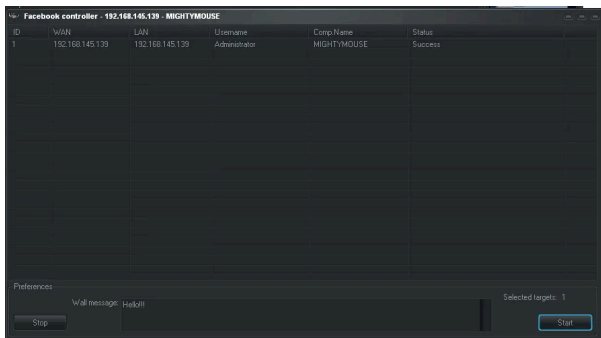 Facebook controller - 192.168.145.139 - MIGHTYMOUSE
ID WAN LAN Username Comp.Name Status
1 192.168.145.139 192.168.145.139 Administrator MIGHTYMOUSE Success
Preferences
Wall message: Hello!!!
Selected targets: 1
Stop Start